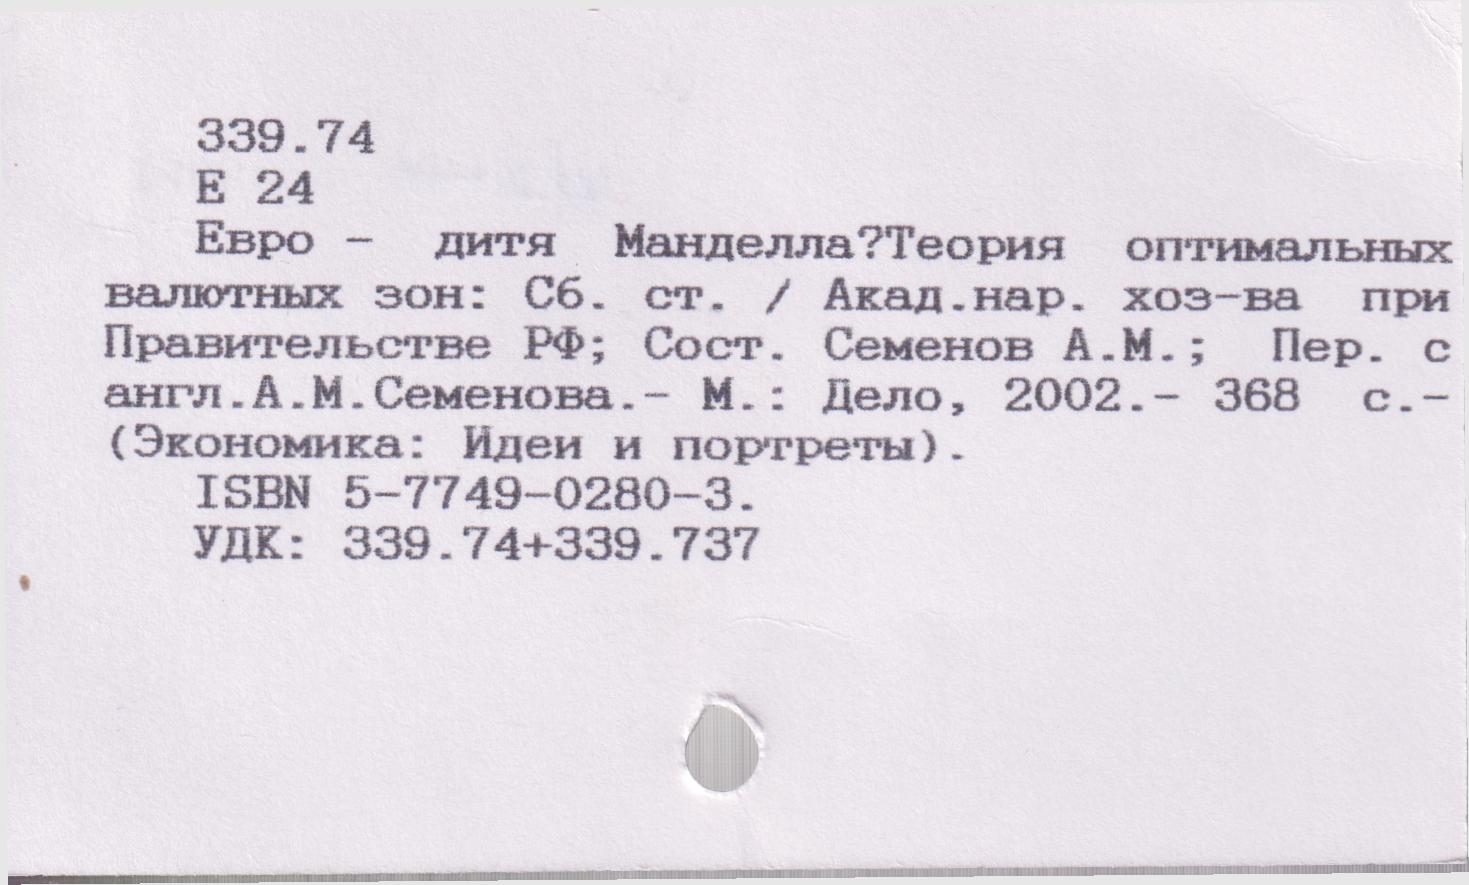 339.74
Е 24
Евро - дитя Манделла?Теория оптимальных
валютных зон: Сб. ст. / Акад.нар. хоз-ва при
Правительстве РФ; Сост. Семенов А.М.; Пер. с
англ.А.М.Семенова.- М.: Дело, 2002.- 368 с.-
(Экономика: Идеи и портреты).
ISBN 5-7749-0280-3.
УДК: 339.74+339.737